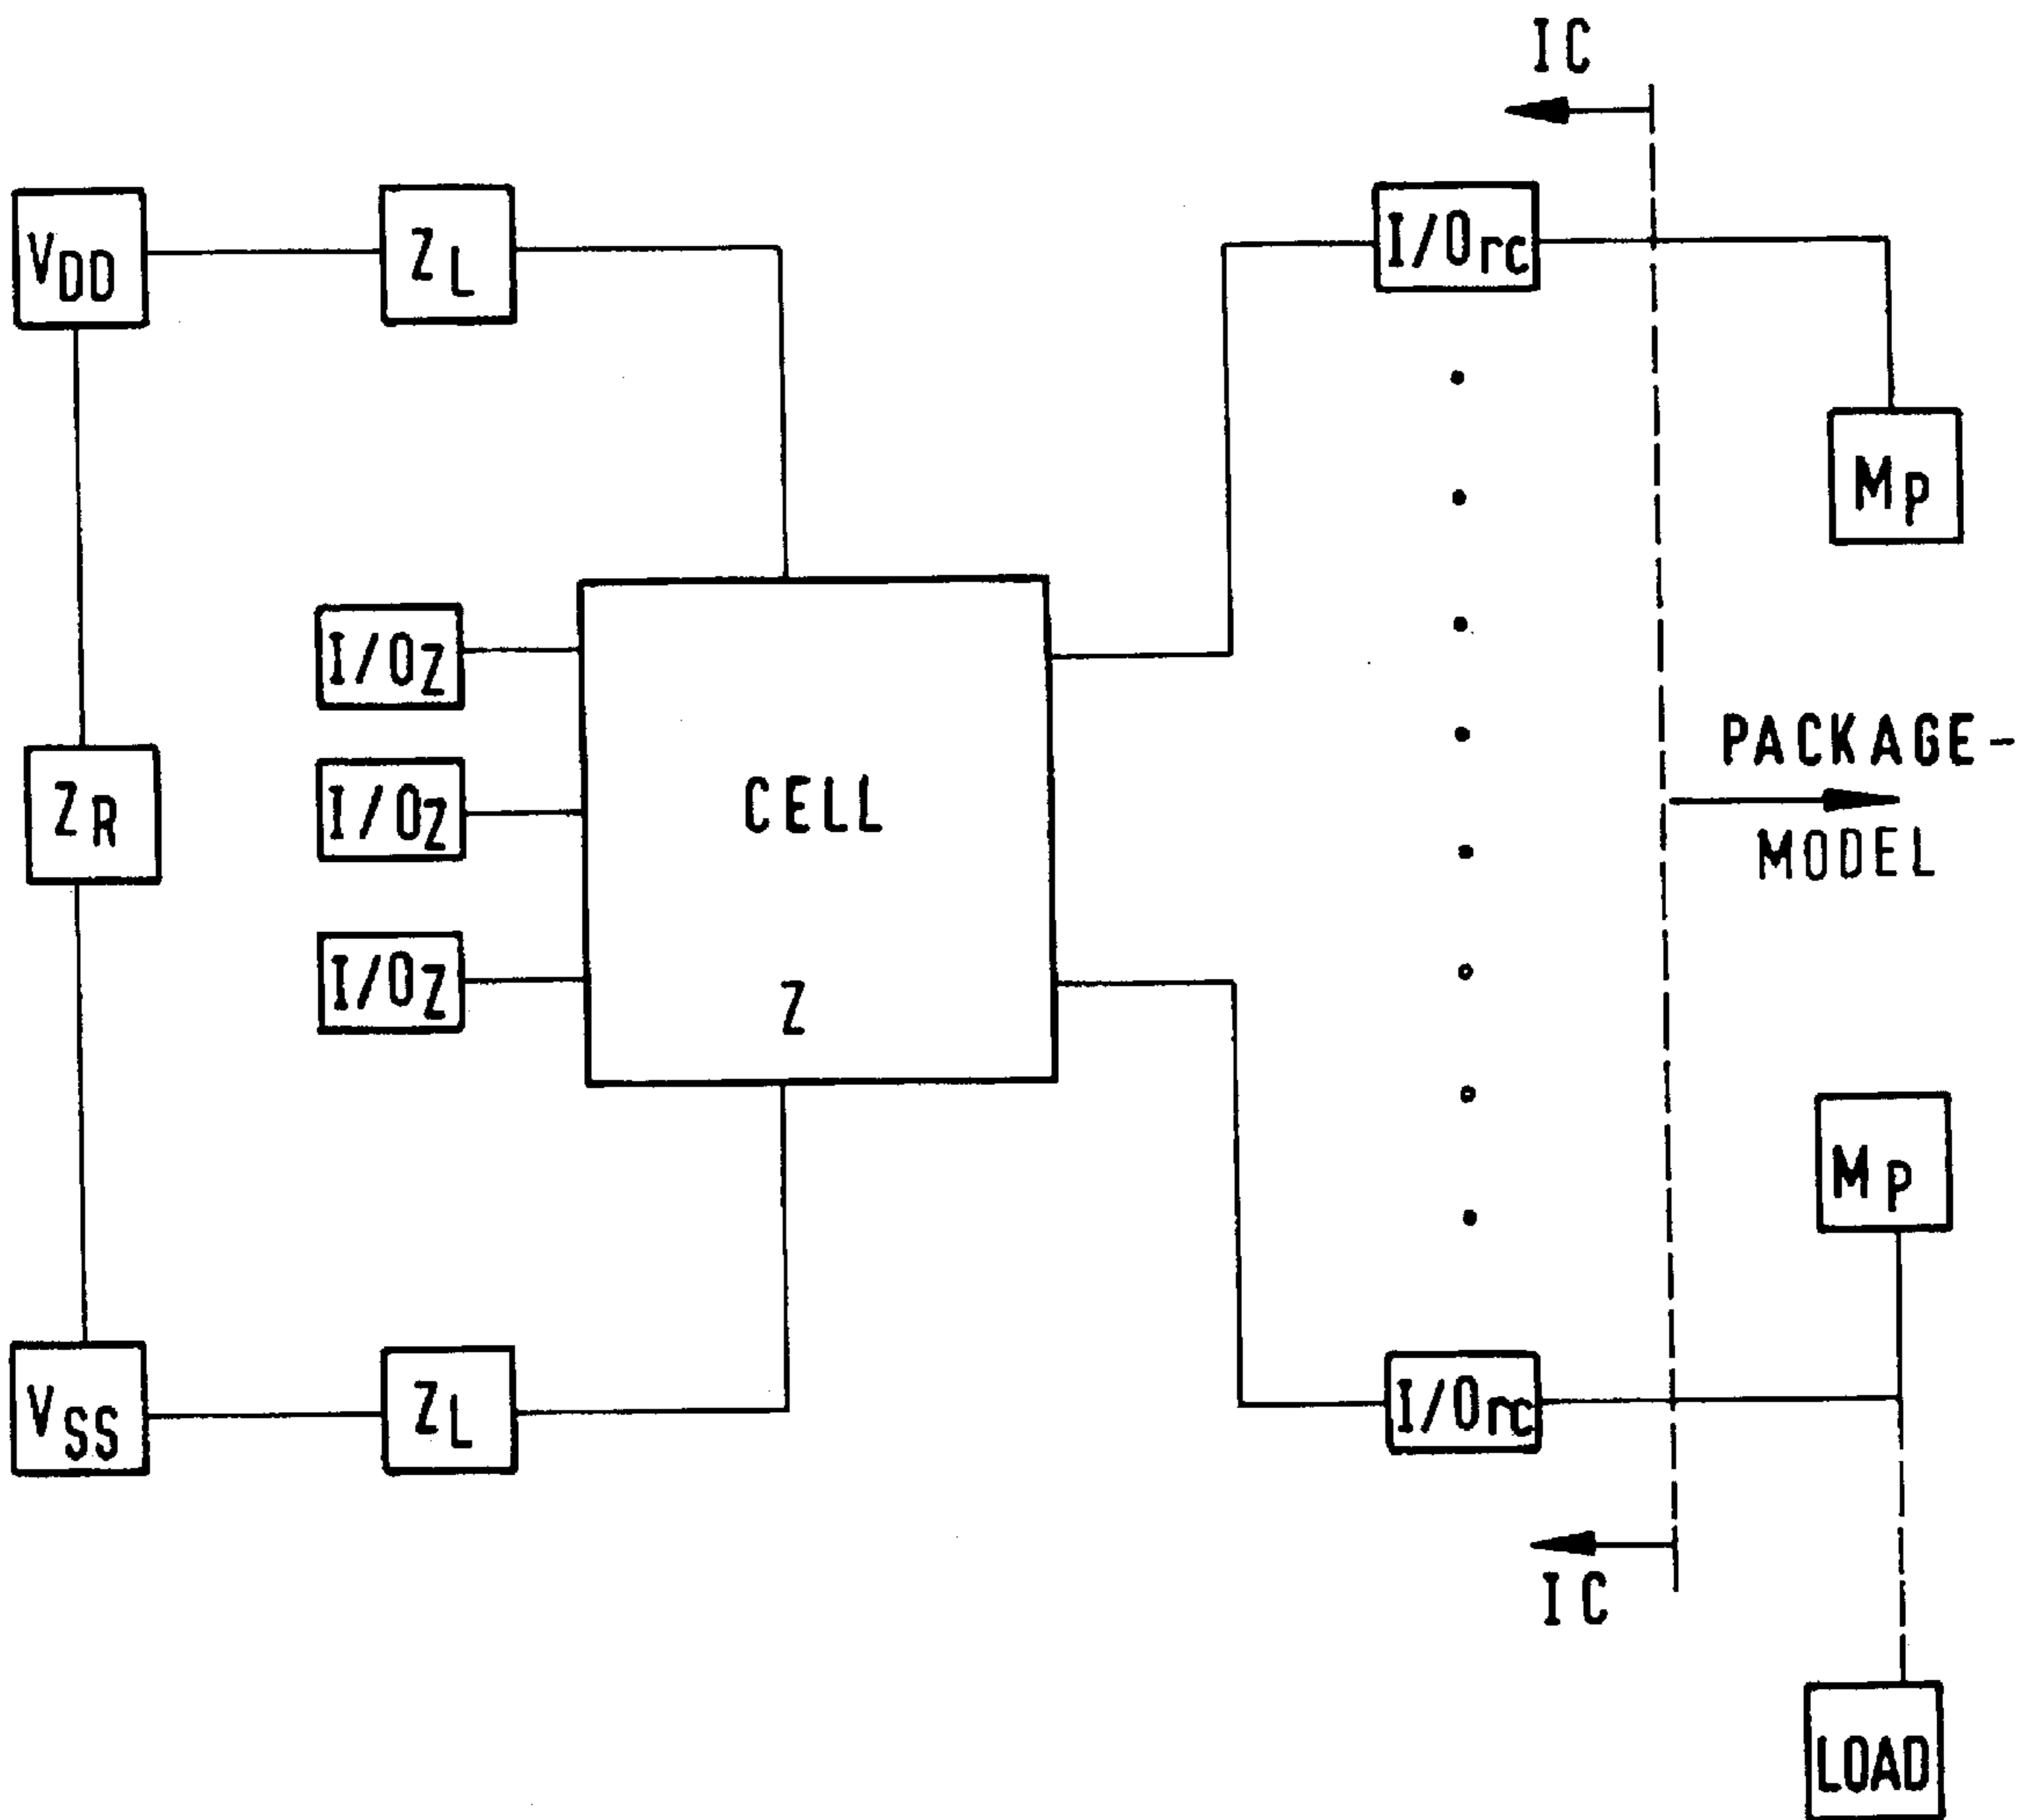 IC
VDD
ZL
I/Orc
MP
I/OZ
PACKAGE-
I/OZ
CELL
ZR
MODEL
I/OZ
Z
MP
VSS
ZL
I/Orc
IC
LOAD